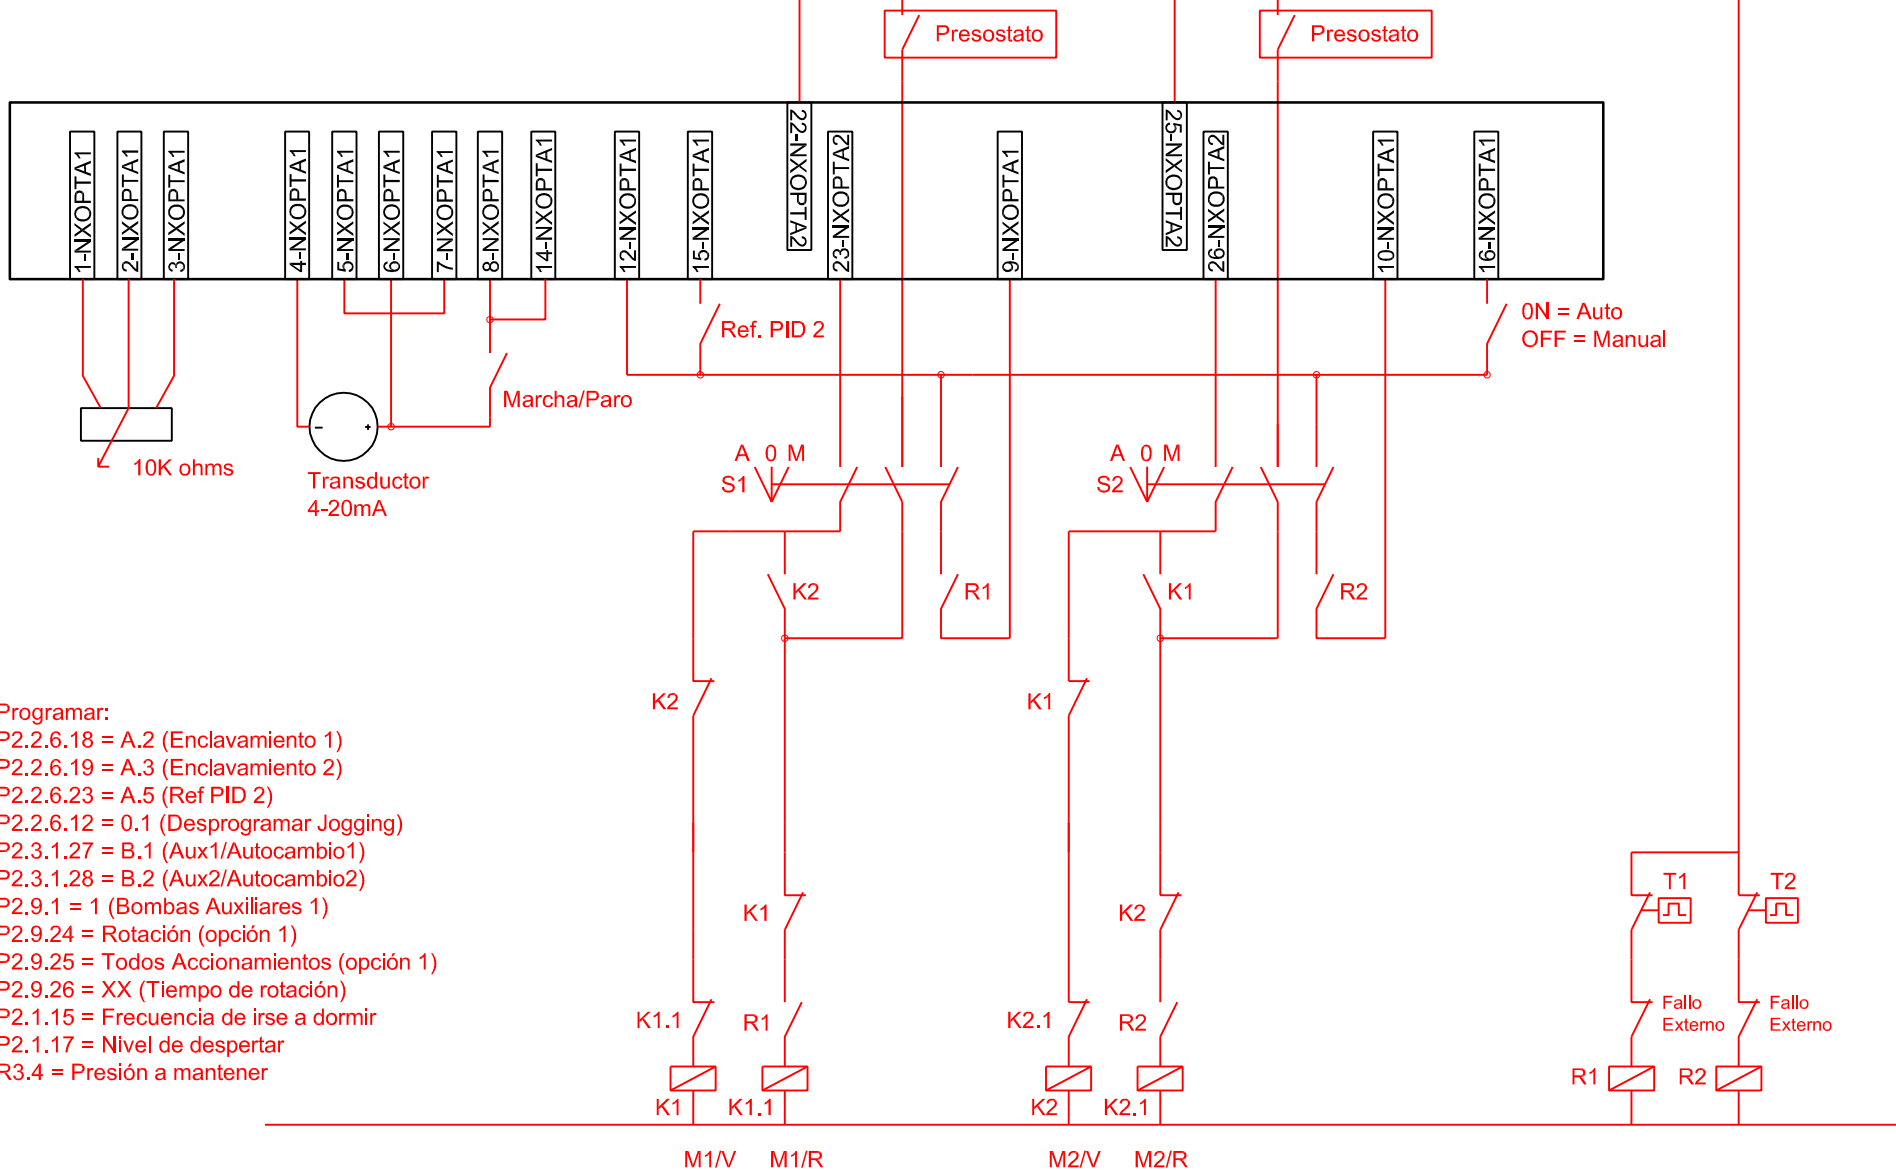 Presostato
Presostato
1-NXOPTA1
2-NXOPTA1
3-NXOPTA1
4-NXOPTA1
5-NXOPTA1
6-NXOPTA1
7-NXOPTA1
8-NXOPTA1
14-NXOPTA1
12-NXOPTA1
15-NXOPTA1
22-NXOPTA2
23-NXOPTA2
9-NXOPTA1
25-NXOPTA2
26-NXOPTA2
10-NXOPTA1
16-NXOPTA1
Ref. PID 2
0N = Auto
OFF = Manual
Marcha/Paro
10K ohms
- +
Transductor
4-20mA
A 0 M
S1
A 0 M
S2
K2
R1
K1
R2
K2
K1
Programar:
P2.2.6.18 = A.2 (Enclavamiento 1)
P2.2.6.19 = A.3 (Enclavamiento 2)
P2.2.6.23 = A.5 (Ref PID 2)
P2.2.6.12 = 0.1 (Desprogramar Jogging)
P2.3.1.27 = B.1 (Aux1/Autocambio1)
P2.3.1.28 = B.2 (Aux2/Autocambio2)
P2.9.1 = 1 (Bombas Auxiliares 1)
P2.9.24 = Rotación (opción 1)
P2.9.25 = Todos Accionamientos (opción 1)
P2.9.26 = XX (Tiempo de rotación)
P2.1.15 = Frecuencia de irse a dormir
P2.1.17 = Nivel de despertar
R3.4 = Presión a mantener
T1
T2
K1
K2
K1.1
R1
K2.1
R2
Fallo
Externo
Fallo
Externo
R1
R2
K1
K1.1
K2
K2.1
M1/V
M1/R
M2/V
M2/R